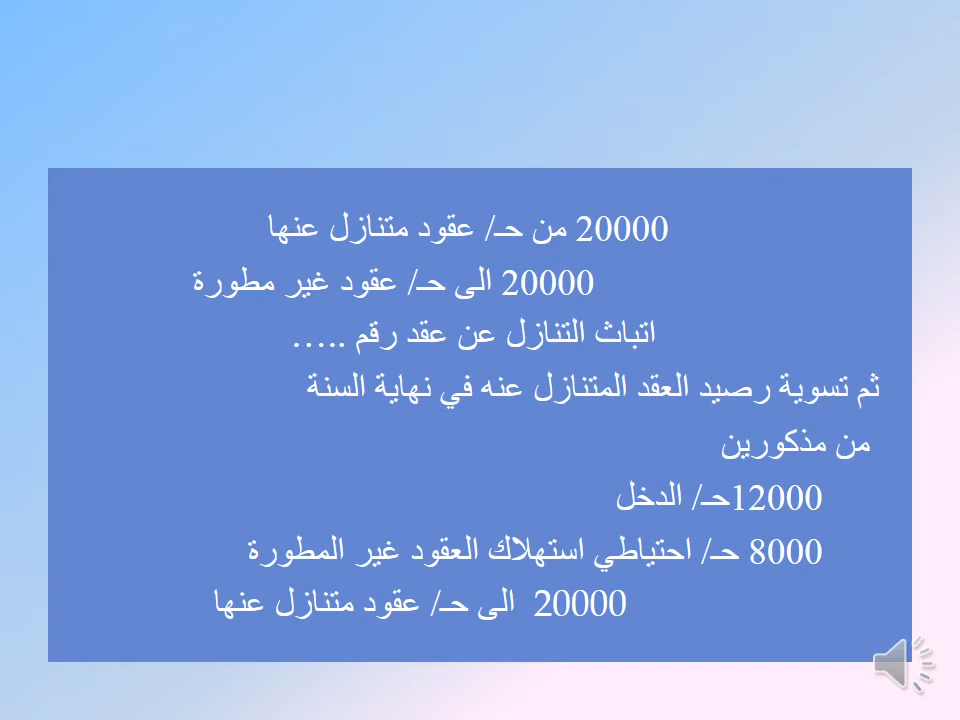 20000 من حـ/ عقود متنازل عنها
20000 الى حـ/ عقود غير مطورة
اتباث التنازل عن عقد رقم .....
ثم تسوية رصيد العقد المتنازل عنه في نهاية السنة
من مذكورين
12000حـ/ الدخل
8000 حـ/ احتياطي استهلاك العقود غير المطورة
20000 الى حـ/ عقود متنازل عنها